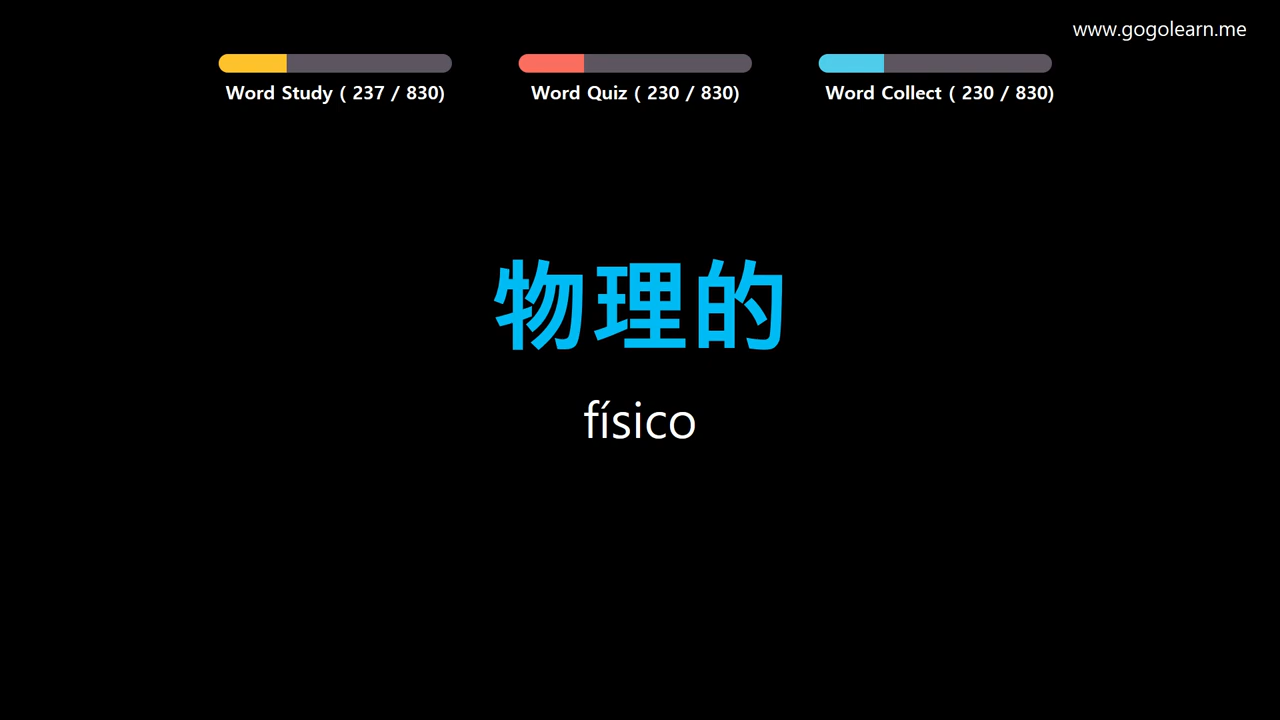 www.gogolearn.me
Word Study ( 237 / 830)
Word Quiz ( 230 / 830)
Word Collect ( 230 / 830)
物理的
físico